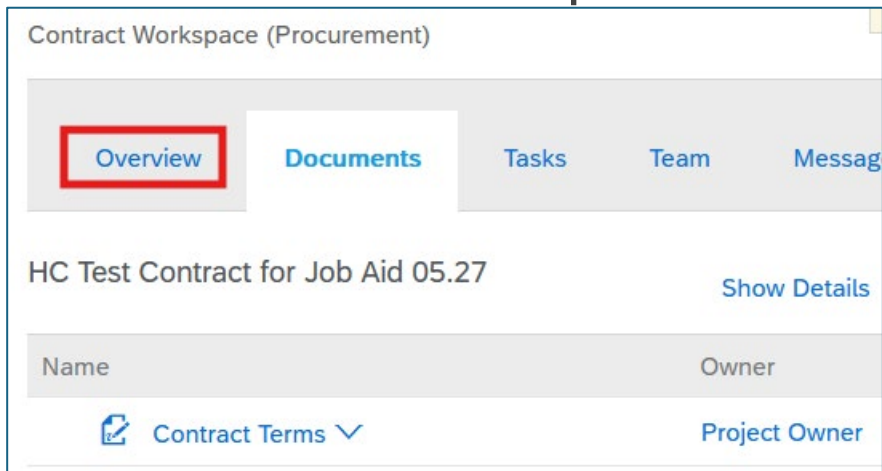 Contract Workspace (Procurement)
Overview Documents Tasks Team Messag
HC Test Contract for Job Aid 05.27 Show Details
Name Owner
Contract Terms Project Owner